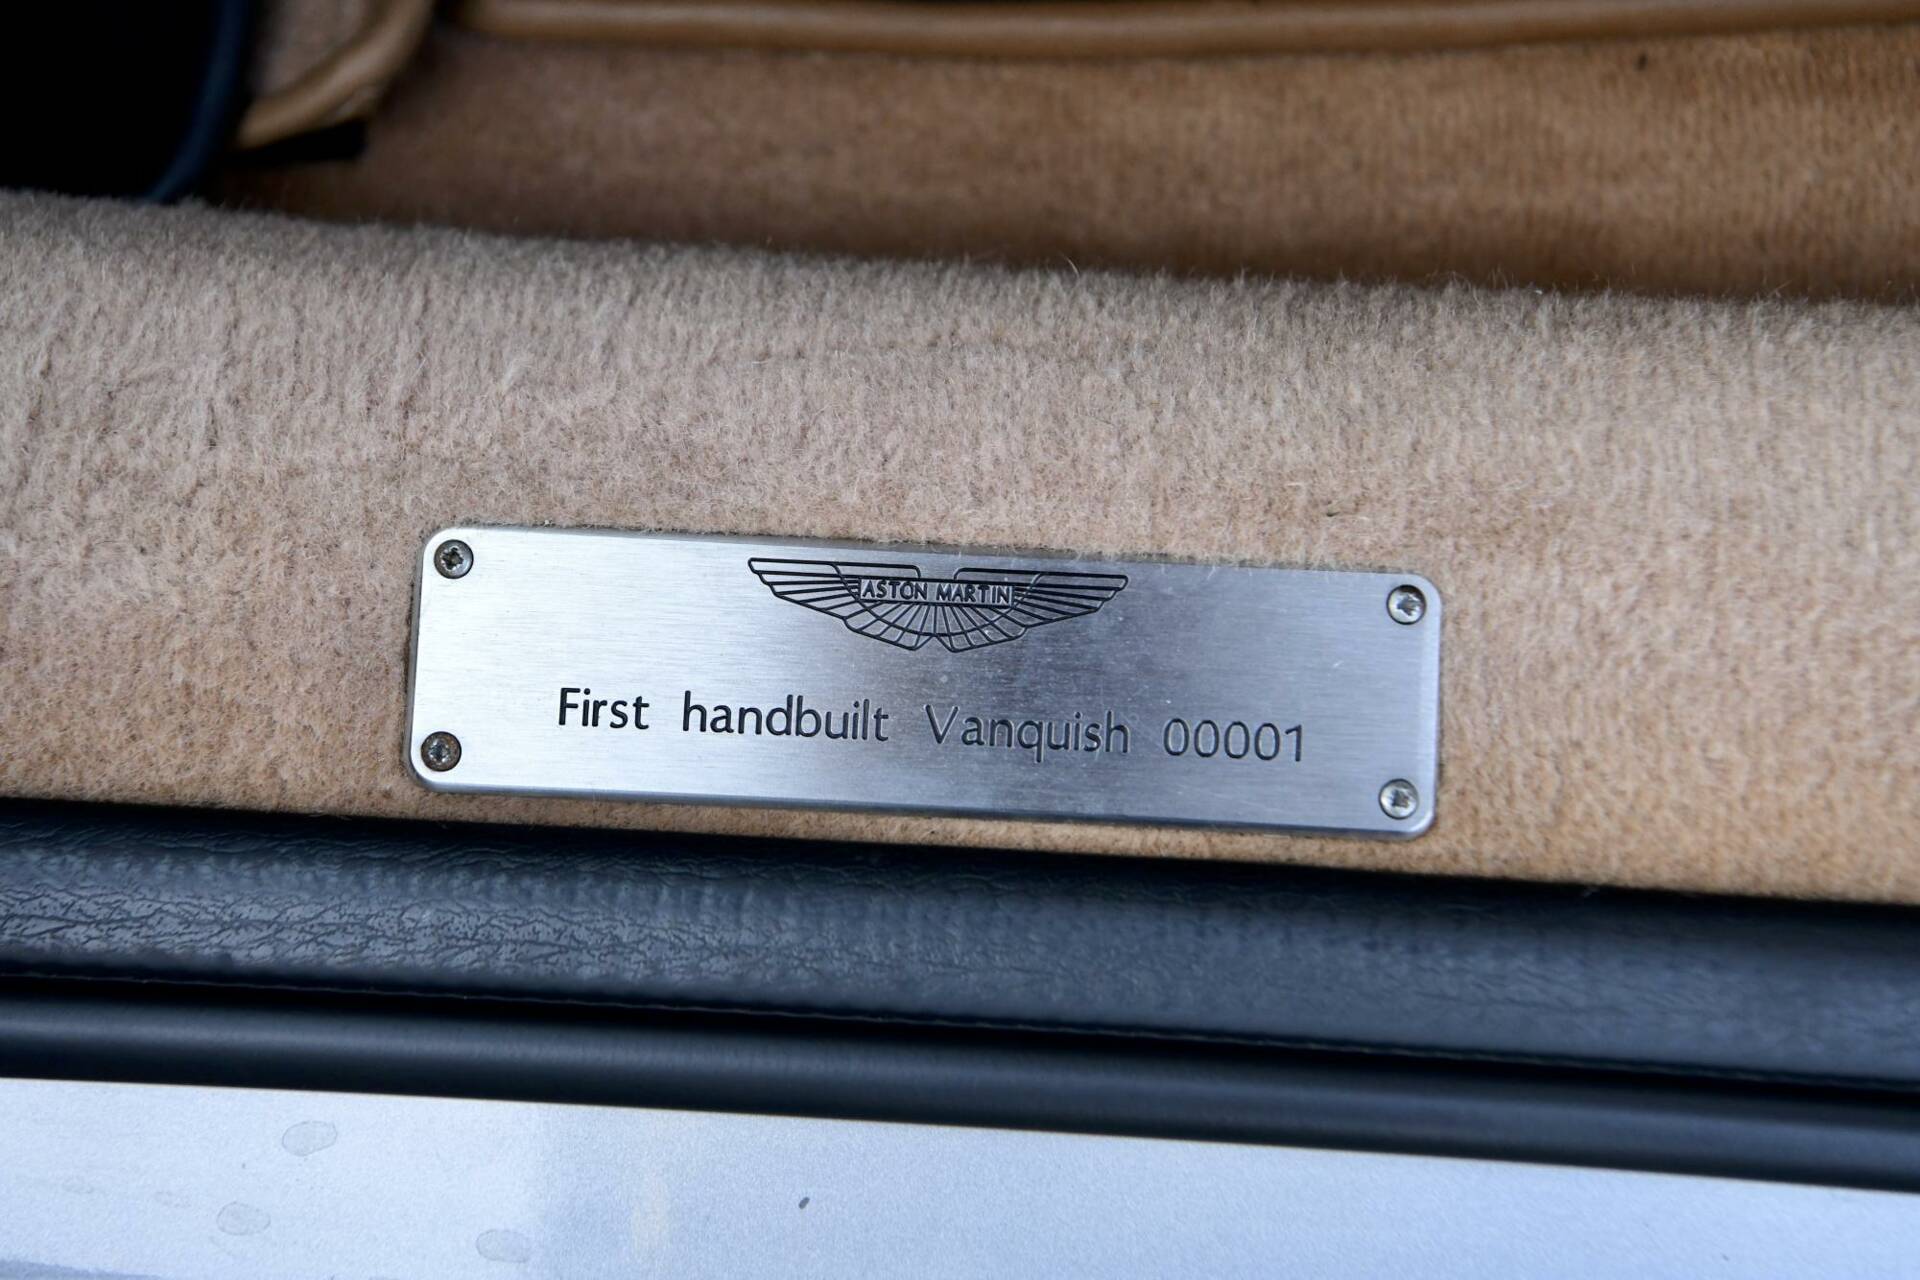 ASTON MARTIN
First handbuilt Vanquish 00001